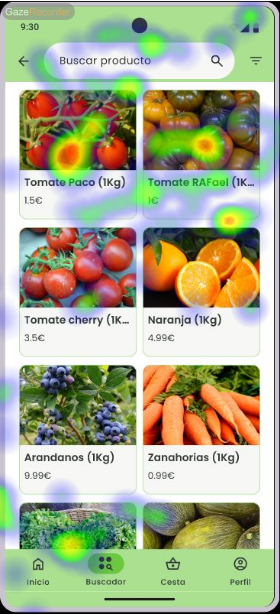 GazeRecorder
9:30
Buscar producto
Tomate Paco (1Kg)
1.5€
Tomate RAFael (1K...
1€
Tomate cherry (1K...
3.5€
Naranja (1Kg)
4.99€
Arandanos (1Kg)
9.99€
Zanahorias (1Kg)
0.99€
Inicio
Buscador
Cesta
Perfil